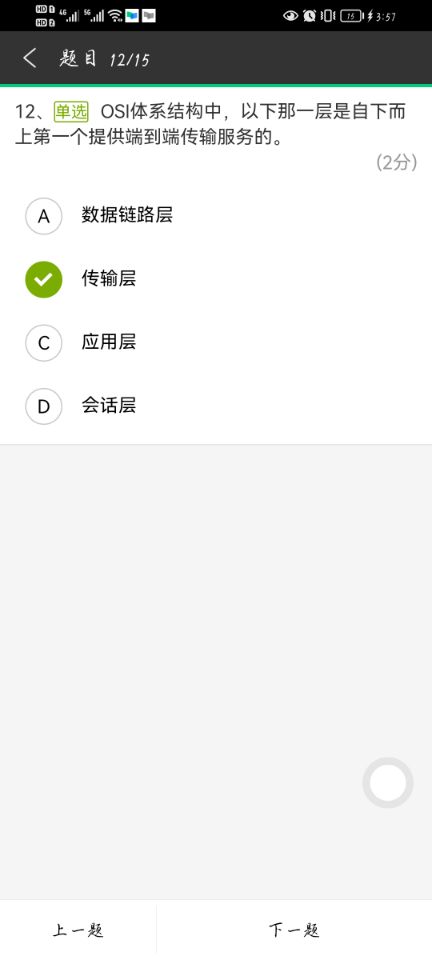 HD 1 4G 5G 15 3:57
HD 2
题目 12/15
12、单选 OSI体系结构中，以下那一层是自下而
上第一个提供端到端传输服务的。
(2分)
A 数据链路层
传输层
C 应用层
D 会话层
上一题 下一题